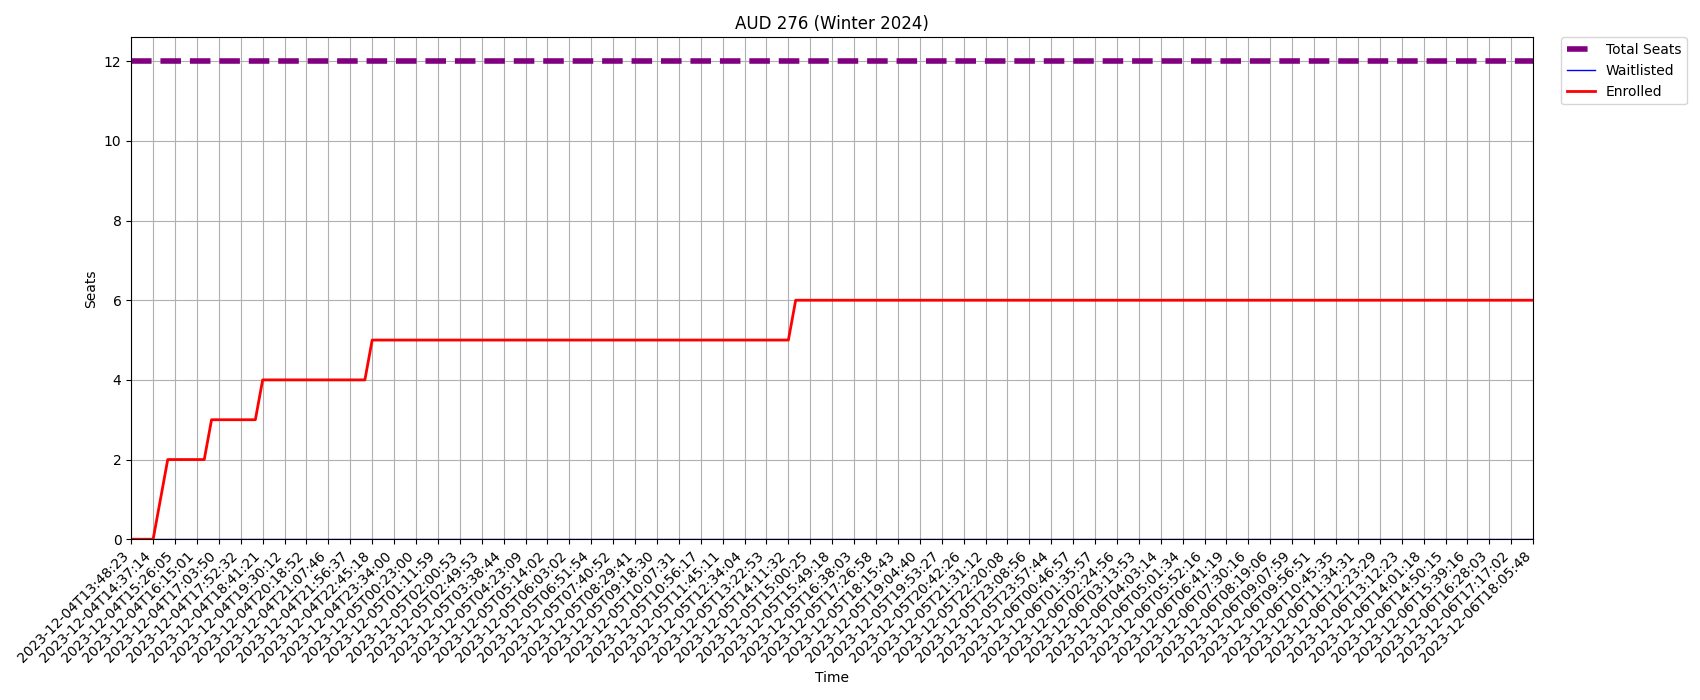 AUD 276 (Winter 2024)
Total Seats
Waitlisted
Enrolled
Seats
12
10
8
6
4
2
0
2023-12-04T13:48:23
2023-12-04T14:37:14
2023-12-04T15:26:05
2023-12-04T16:15:01
2023-12-04T17:03:50
2023-12-04T17:52:32
2023-12-04T18:41:21
2023-12-04T19:30:12
2023-12-04T20:18:52
2023-12-04T21:07:46
2023-12-04T21:56:37
2023-12-04T22:45:18
2023-12-04T23:34:00
2023-12-05T00:23:00
2023-12-05T01:11:59
2023-12-05T02:00:53
2023-12-05T02:49:53
2023-12-05T03:38:44
2023-12-05T04:23:09
2023-12-05T05:14:02
2023-12-05T06:03:02
2023-12-05T06:51:54
2023-12-05T07:40:52
2023-12-05T08:29:41
2023-12-05T09:18:30
2023-12-05T10:07:31
2023-12-05T10:56:17
2023-12-05T11:45:11
2023-12-05T12:34:04
2023-12-05T13:22:53
2023-12-05T14:11:32
2023-12-05T15:00:25
2023-12-05T15:49:18
2023-12-05T16:38:03
2023-12-05T17:26:58
2023-12-05T18:15:43
2023-12-05T19:04:40
2023-12-05T19:53:27
2023-12-05T20:42:26
2023-12-05T21:31:12
2023-12-05T22:20:08
2023-12-05T23:08:56
2023-12-05T23:57:44
2023-12-06T00:46:57
2023-12-06T01:35:57
2023-12-06T02:24:56
2023-12-06T03:13:53
2023-12-06T04:03:14
2023-12-06T05:01:34
2023-12-06T05:52:16
2023-12-06T06:41:19
2023-12-06T07:30:16
2023-12-06T08:19:06
2023-12-06T09:07:59
2023-12-06T09:56:51
2023-12-06T10:45:35
2023-12-06T11:34:31
2023-12-06T12:23:29
2023-12-06T13:12:23
2023-12-06T14:01:18
2023-12-06T14:50:15
2023-12-06T15:39:16
2023-12-06T16:28:03
2023-12-06T17:17:02
2023-12-06T18:05:48
Time